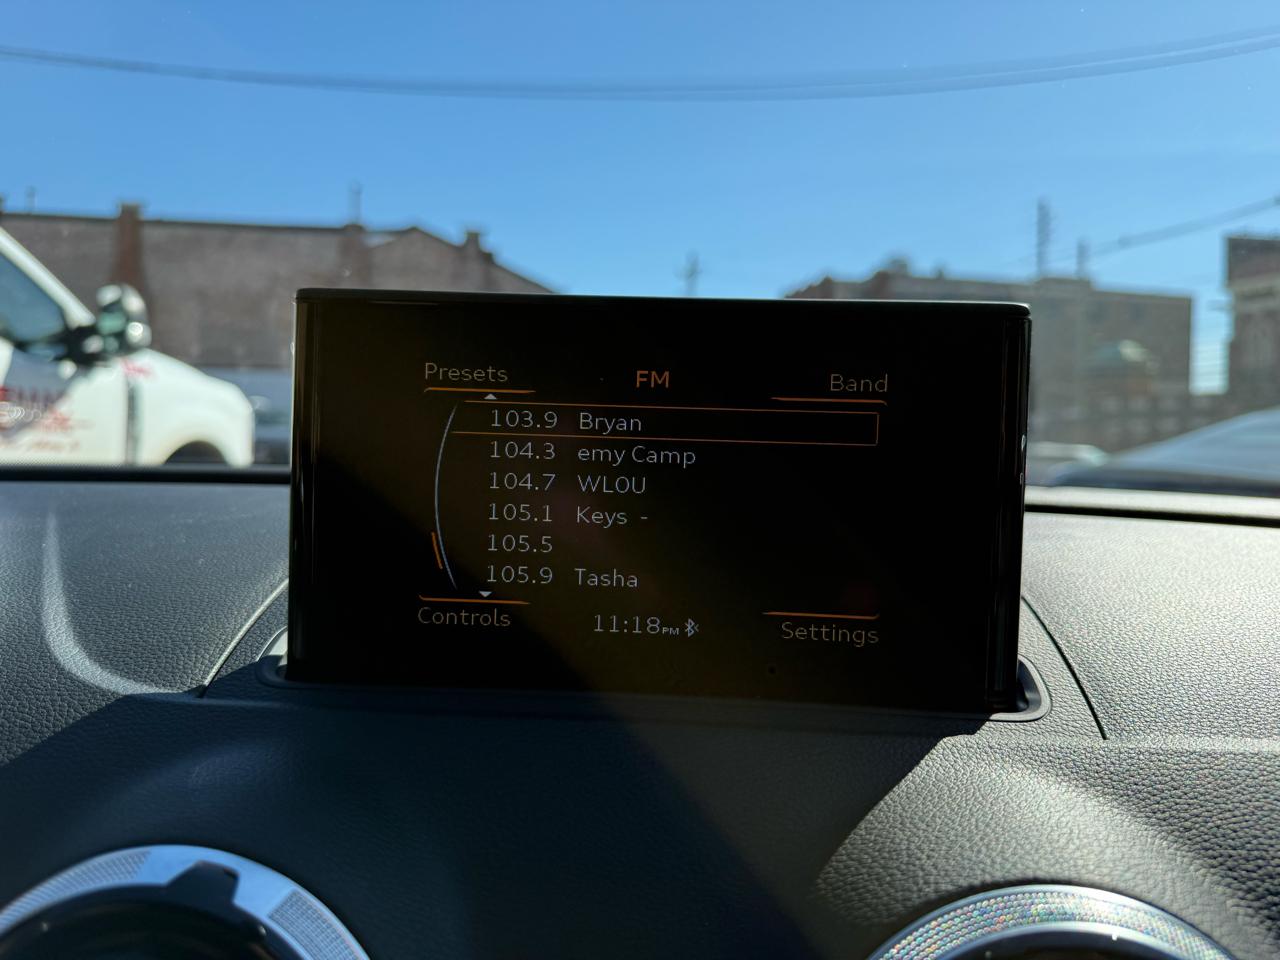 Presets
FM
Band
103.9 Bryan
104.3 emy Camp
104.7 WLOU
105.1 Keys -
105.5
105.9 Tasha
Controls
11:18PM
Settings